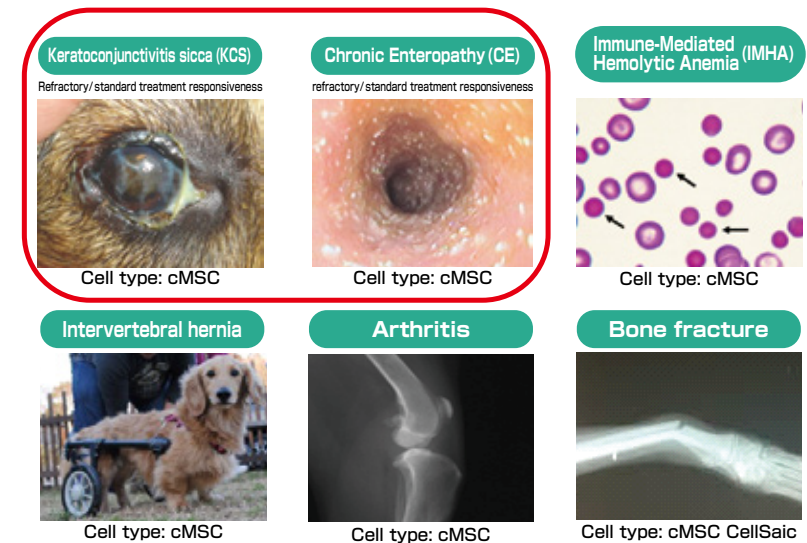 Keratoconjunctivitis sicca (KCS)
Refractory/standard treatment responsiveness
Cell type: cMSC
Chronic Enteropathy (CE)
refractory/standard treatment responsiveness
Cell type: cMSC
Immune-Mediated
Hemolytic Anemia (IMHA)
Cell type: cMSC
Intervertebral hernia
Cell type: cMSC
Arthritis
Cell type: cMSC
Bone fracture
Cell type: cMSC CellSaic